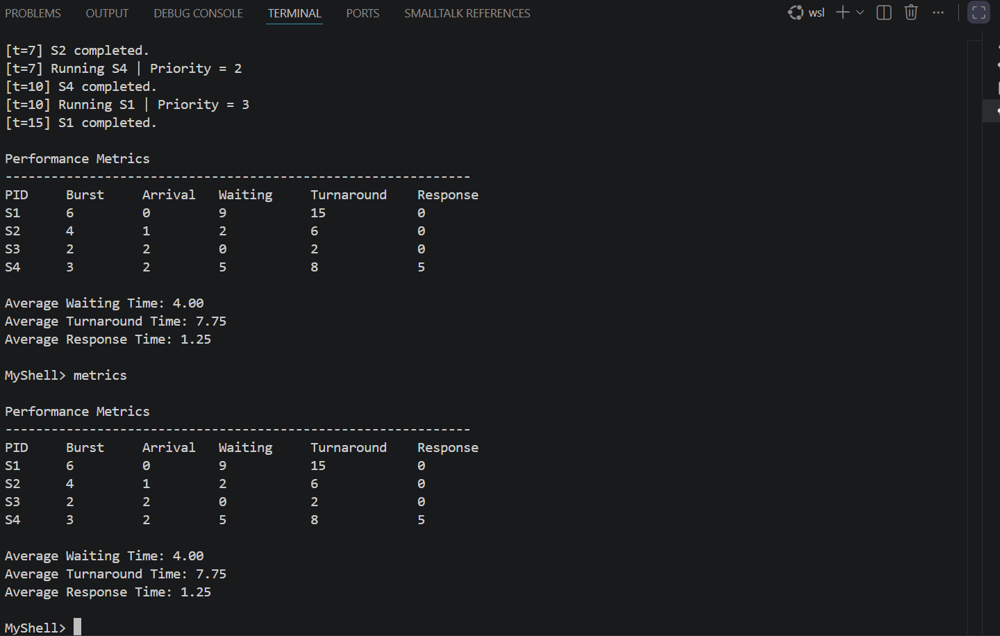 PROBLEMS OUTPUT DEBUG CONSOLE TERMINAL PORTS SMALLTALK REFERENCES wsl
[t=7] S2 completed.
[t=7] Running S4 | Priority = 2
[t=10] S4 completed.
[t=10] Running S1 | Priority = 3
[t=15] S1 completed.
Performance Metrics
-------------------------------------------------------------
PID Burst Arrival Waiting Turnaround Response
S1 6 0 9 15 0
S2 4 1 2 6 0
S3 2 2 0 2 0
S4 3 2 5 8 5
Average Waiting Time: 4.00
Average Turnaround Time: 7.75
Average Response Time: 1.25
MyShell> metrics
Performance Metrics
-------------------------------------------------------------
PID Burst Arrival Waiting Turnaround Response
S1 6 0 9 15 0
S2 4 1 2 6 0
S3 2 2 0 2 0
S4 3 2 5 8 5
Average Waiting Time: 4.00
Average Turnaround Time: 7.75
Average Response Time: 1.25
MyShell>